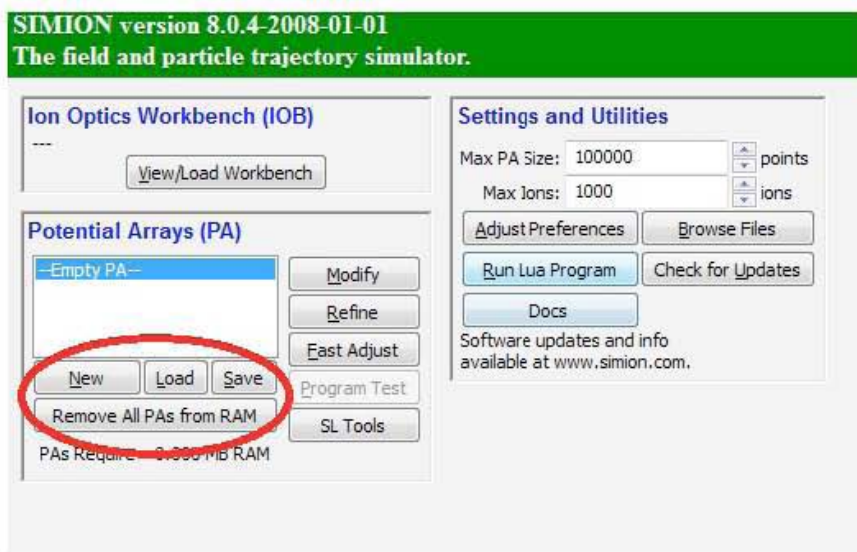 SIMION version 8.0.4-2008-01-01
The field and particle trajectory simulator.
Ion Optics Workbench (IOB)
---
View/Load Workbench
Potential Arrays (PA)
--Empty PA--
Modify
Refine
Fast Adjust
New Load Save
Program Test
Remove All PAs from RAM
SL Tools
PAs Require MB RAM
Settings and Utilities
Max PA Size: 100000 points
Max Ions: 1000 ions
Adjust Preferences Browse Files
Run Lua Program Check for Updates
Docs
Software updates and info
available at www.simion.com.